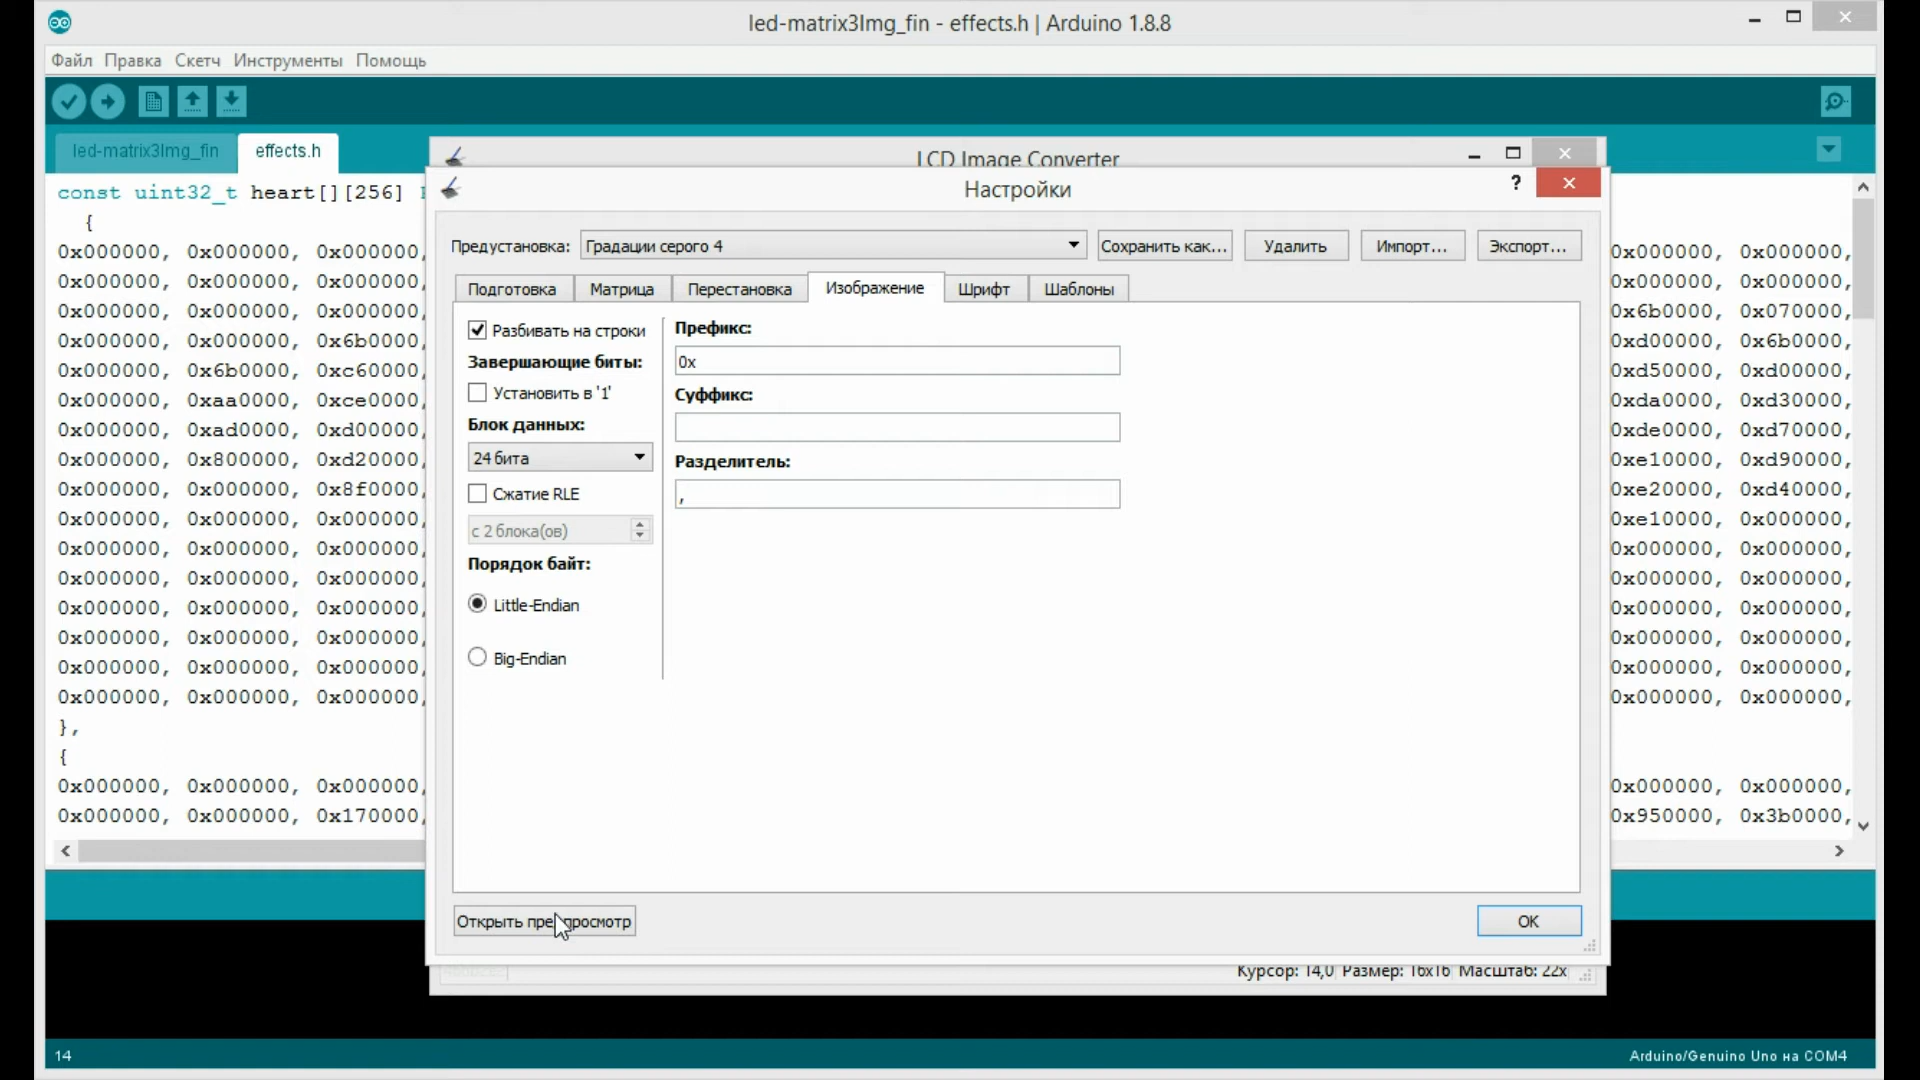 led-matrix3Img_fin - effects.h | Arduino 1.8.8
Файл Правка Скетч Инструменты Помощь
led-matrix3Img_fin effects.h
LCD Image Converter
Настройки
?
Предустановка: Градации серого 4 Сохранить как... Удалить Импорт... Экспорт...
Подготовка Матрица Перестановка Изображение Шрифт Шаблоны
Разбивать на строки
Завершающие биты:
Установить в '1'
Блок данных:
24 бита
Сжатие RLE
с 2 блока(ов)
Порядок байт:
Little-Endian
Big-Endian
Префикс:
0x
Суффикс:
Разделитель:
,
OK
Курсор: 14,0 Размер: 16x16 Масштаб: 22x
const uint32_t heart[][256]
{
0x000000, 0x000000, 0x000000, 0x000000, 0x000000,
0x000000, 0x000000, 0x000000, 0x000000, 0x000000,
0x000000, 0x000000, 0x000000, 0x6b0000, 0x070000,
0x000000, 0x000000, 0x6b0000, 0xd00000, 0x6b0000,
0x000000, 0x6b0000, 0xc60000, 0xd50000, 0xd00000,
0x000000, 0xaa0000, 0xce0000, 0xda0000, 0xd30000,
0x000000, 0xad0000, 0xd00000, 0xde0000, 0xd70000,
0x000000, 0x800000, 0xd20000, 0xe10000, 0xd90000,
0x000000, 0x000000, 0x8f0000, 0xe20000, 0xd40000,
0x000000, 0x000000, 0x000000, 0xe10000, 0x000000,
0x000000, 0x000000, 0x000000, 0x000000, 0x000000,
0x000000, 0x000000, 0x000000, 0x000000, 0x000000,
0x000000, 0x000000, 0x000000, 0x000000, 0x000000,
0x000000, 0x000000, 0x000000, 0x000000, 0x000000,
0x000000, 0x000000, 0x000000, 0x000000, 0x000000,
0x000000, 0x000000, 0x000000, 0x000000, 0x000000,
},
{
0x000000, 0x000000, 0x000000, 0x000000, 0x000000,
0x000000, 0x000000, 0x170000, 0x950000, 0x3b0000,
Открыть предпросмотр
14
Arduino/Genuino Uno на COM4